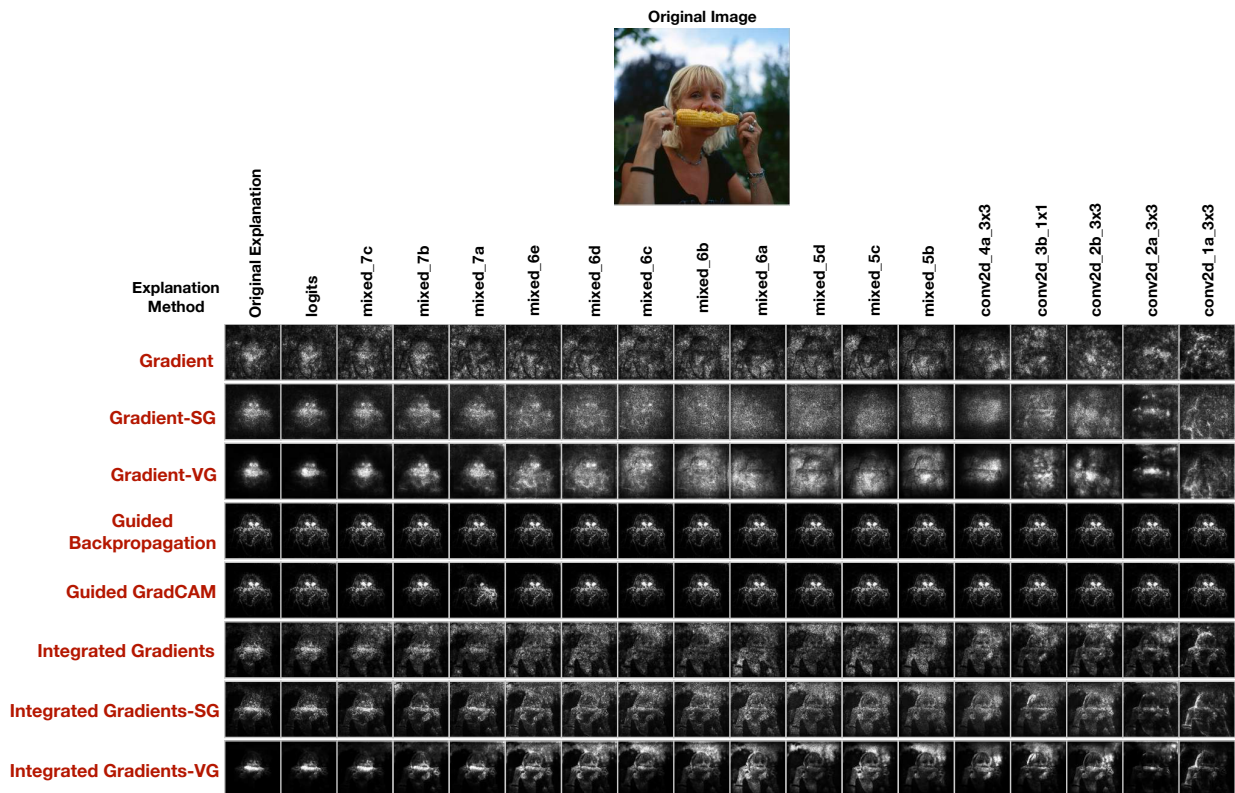 Original Image
Original Explanation
logits
mixed_7c
mixed_7b
mixed_7a
mixed_6e
mixed_6d
mixed_6c
mixed_6b
mixed_6a
mixed_5d
mixed_5c
mixed_5b
conv2d_4a_3x3
conv2d_3b_1x1
conv2d_2b_3x3
conv2d_2a_3x3
conv2d_1a_3x3
Explanation
Method
Gradient
Gradient-SG
Gradient-VG
Guided
Backpropagation
Guided GradCAM
Integrated Gradients
Integrated Gradients-SG
Integrated Gradients-VG